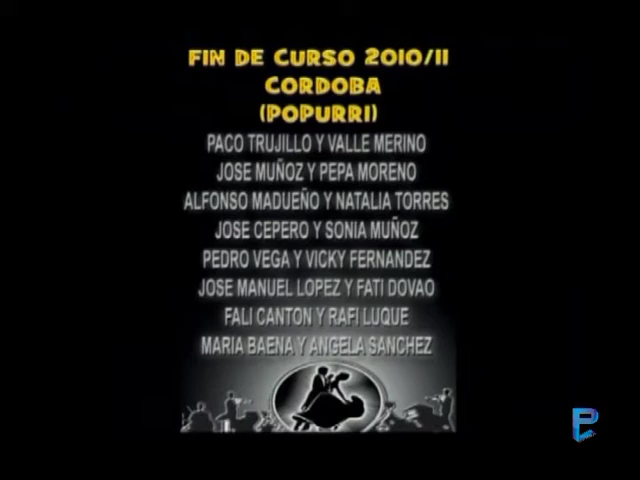 FIN DE CURSO 2010/11
CORDOBA
(POPURRI)
PACO TRUJILLO Y VALLE MERINO
JOSE MUÑOZ Y PEPA MORENO
ALFONSO MADUEÑO Y NATALIA TORRES
JOSE CEPERO Y SONIA MUÑOZ
PEDRO VEGA Y VICKY FERNANDEZ
JOSE MANUEL LOPEZ Y FATI DOVAO
FALI CANTON Y RAFI LUQUE
MARIA BAENA Y ANGELA SANCHEZ